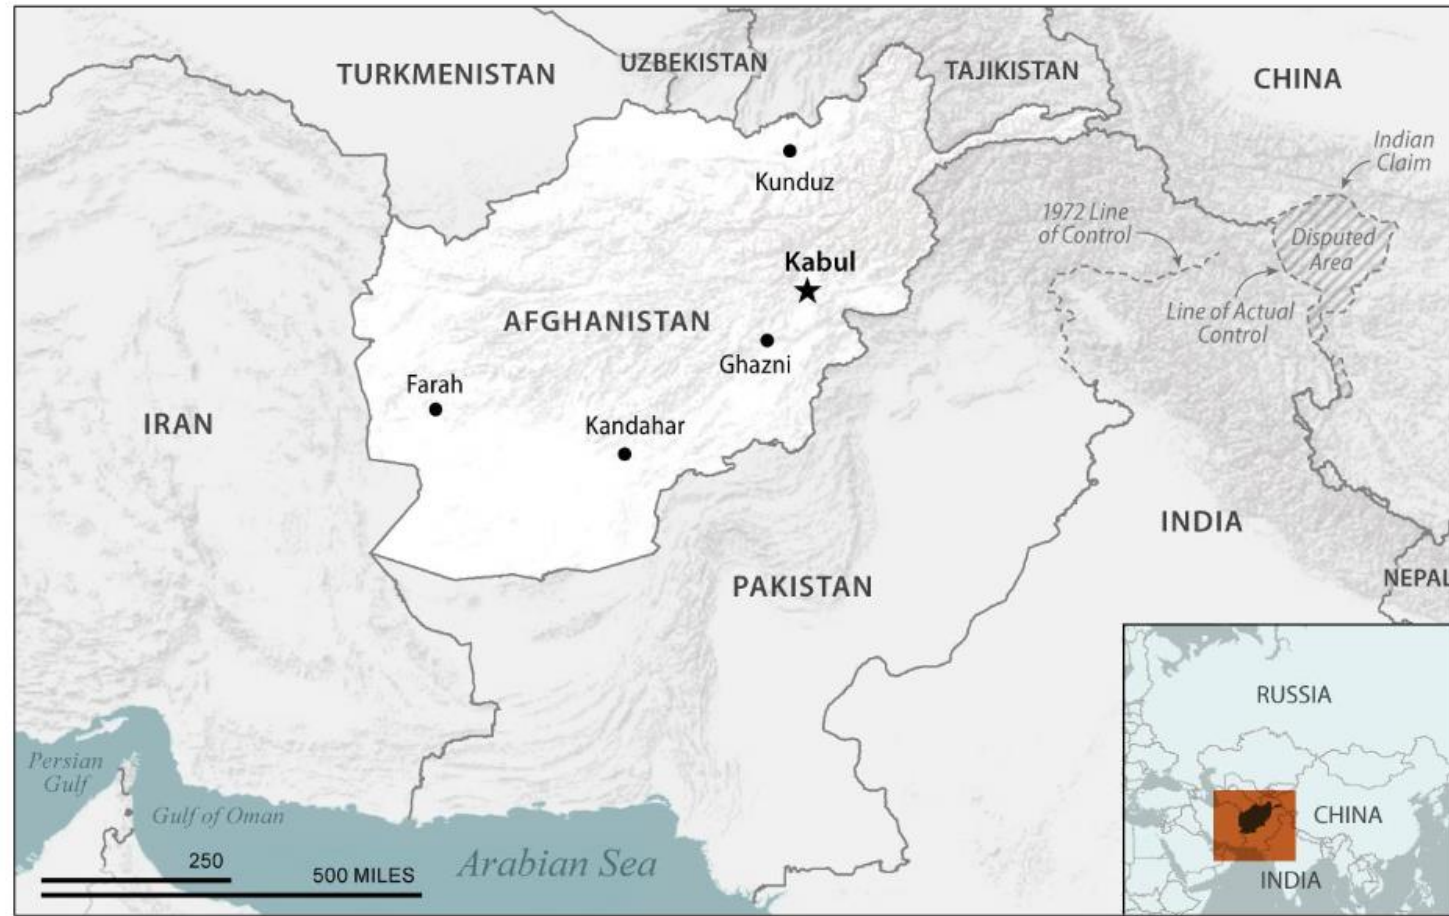 TURKMENISTAN
UZBEKISTAN
TAJIKISTAN
CHINA
Indian
Claim
Kunduz
1972 Line
of Control
Disputed
Area
Kabul
AFGHANISTAN
Line of Actual
Control
Ghazni
Farah
IRAN
Kandahar
INDIA
PAKISTAN
NEPAL
RUSSIA
Persian
Gulf
Gulf of Oman
CHINA
Arabian Sea
250
500 MILES
INDIA